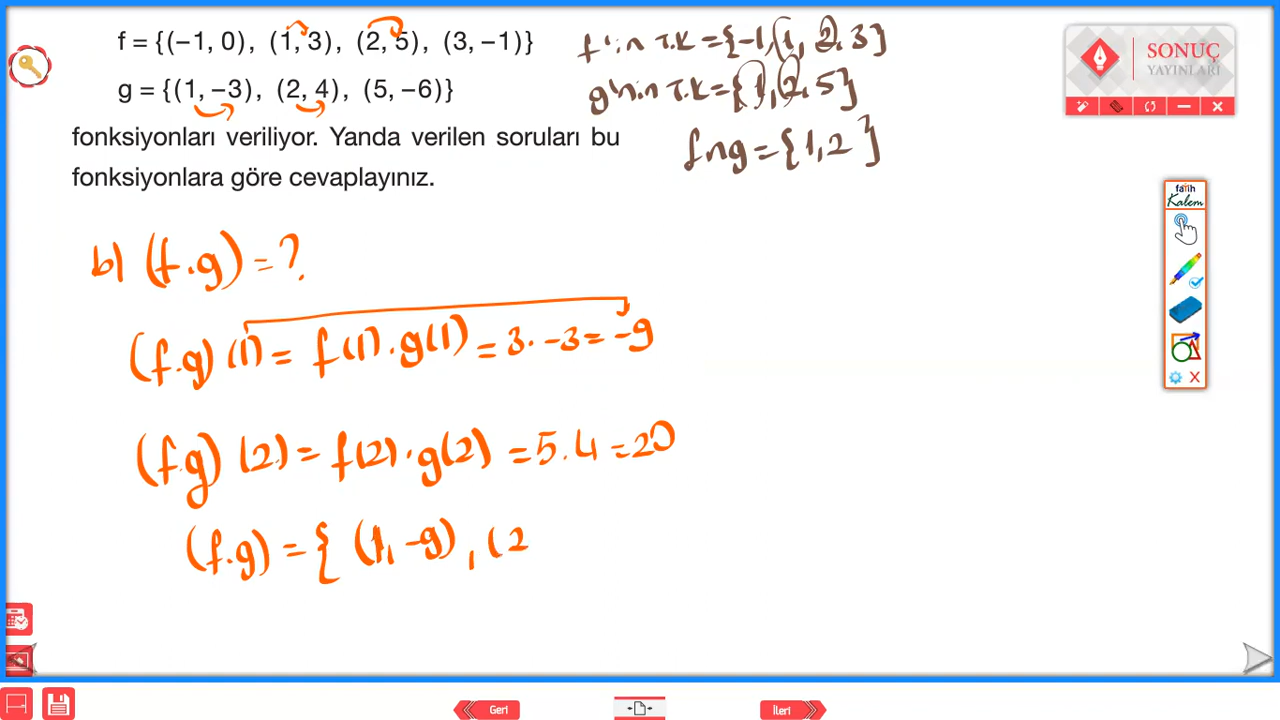 f = {(−1, 0), (1, 3), (2, 5), (3, −1)}
g = {(1, −3), (2, 4), (5, −6)}
fonksiyonları veriliyor. Yanda verilen soruları bu
fonksiyonlara göre cevaplayınız.
f'nin T.K = {-1, 1, 2, 3}
g'nin T.K = {1, 2, 5}
f∩g = {1, 2}
SONUÇ
YAYINLARI
fatih
Kalem
b) (f.g) = ?
(f.g)(1) = f(1).g(1) = 3.-3 = -9
(f.g)(2) = f(2).g(2) = 5.4 = 20
(f.g) = { (1, -9), (2
Geri
İleri